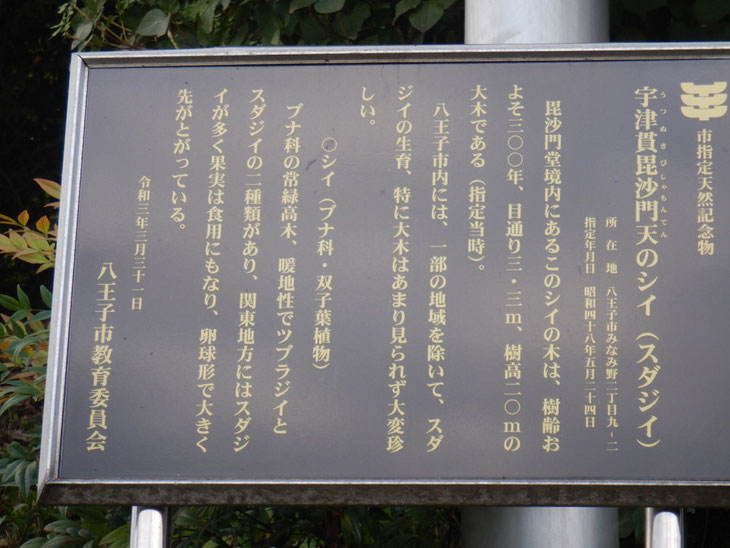 市指定天然記念物
うつぬきびしゃもんてん
宇津貫毘沙門天のシイ（スダジイ）
所在地　八王子市みなみ野二丁目九－二
指定年月日　昭和四十八年五月二十四日
毘沙門堂境内にあるこのシイの木は、樹齢お
よそ三〇〇年、目通り三・三ｍ、樹高二〇ｍの
大木である（指定当時）。
八王子市内には、一部の地域を除いて、スダ
ジイの生育、特に大木はあまり見られず大変珍
しい。
○シイ（ブナ科・双子葉植物）
ブナ科の常緑高木、暖地性でツブラジイと
スダジイの二種類があり、関東地方にはスダジ
イが多く果実は食用にもなり、卵球形で大きく
先がとがっている。
令和三年三月三十一日
八王子市教育委員会